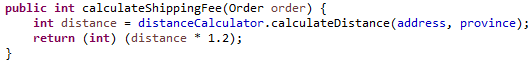 public int calculateShippingFee(Order order) {
    int distance = distanceCalculator.calculateDistance(address, province);
    return (int) (distance * 1.2);
}